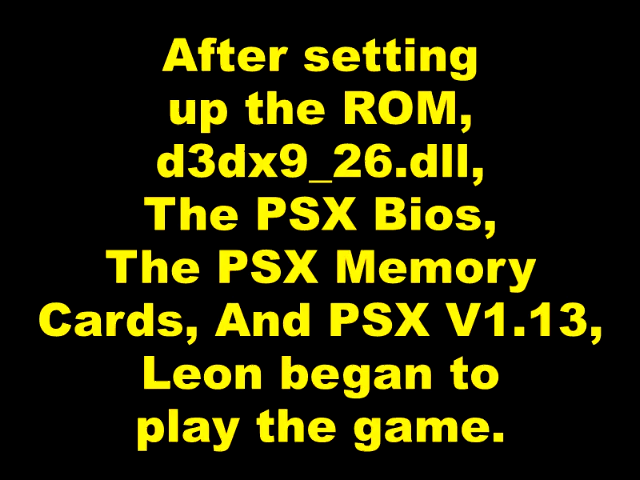 After setting
up the ROM,
d3dx9_26.dll,
The PSX Bios,
The PSX Memory
Cards, And PSX V1.13,
Leon began to
play the game.